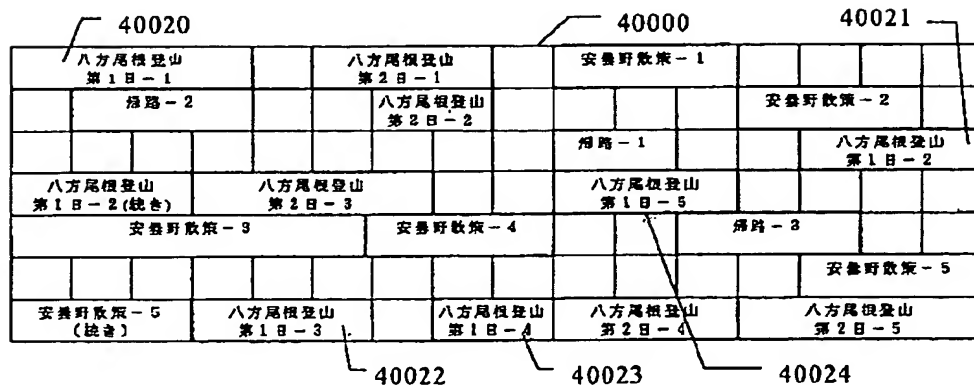 40020
40000
40021
八方尾根登山
第1日－1
八方尾根登山
第2日－1
安曇野散策－1
帰路－2
八方尾根登山
第2日－2
安曇野散策－2
帰路－1
八方尾根登山
第1日－2
八方尾根登山
第1日－2(続き)
八方尾根登山
第2日－3
八方尾根登山
第1日－5
安曇野散策－3
安曇野散策－4
帰路－3
安曇野散策－5
安曇野散策－5
(続き)
八方尾根登山
第1日－3
八方尾根登山
第1日－4
八方尾根登山
第2日－4
八方尾根登山
第2日－5
40022
40023
40024